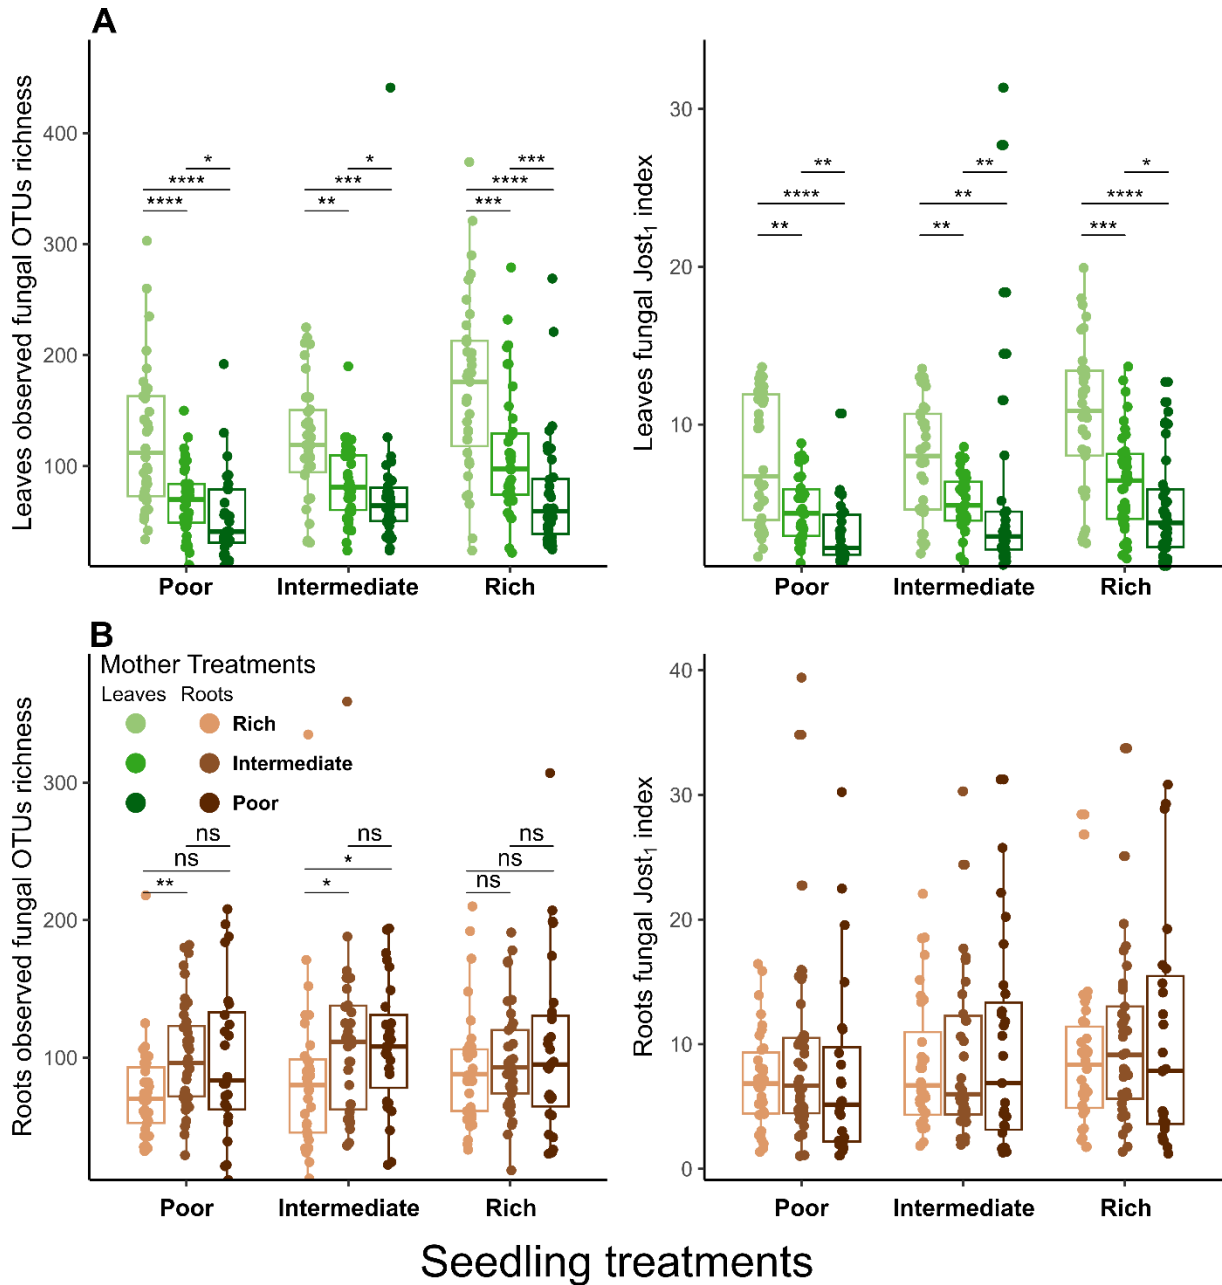 A
Leaves observed fungal OTUs richness
400
300
200
100
* * ***
**** *** ****
**** ** ***
Poor Intermediate Rich
Leaves fungal Jost₁ index
30
20
10
** ** *
**** ** ****
** ** ***
Poor Intermediate Rich
B
Mother Treatments
Leaves Roots
Rich
Intermediate
Poor
Roots observed fungal OTUs richness
300
200
100
ns ns ns
ns * ns
** * ns
Poor Intermediate Rich
Roots fungal Jost₁ index
40
30
20
10
0
Poor Intermediate Rich
Seedling treatments